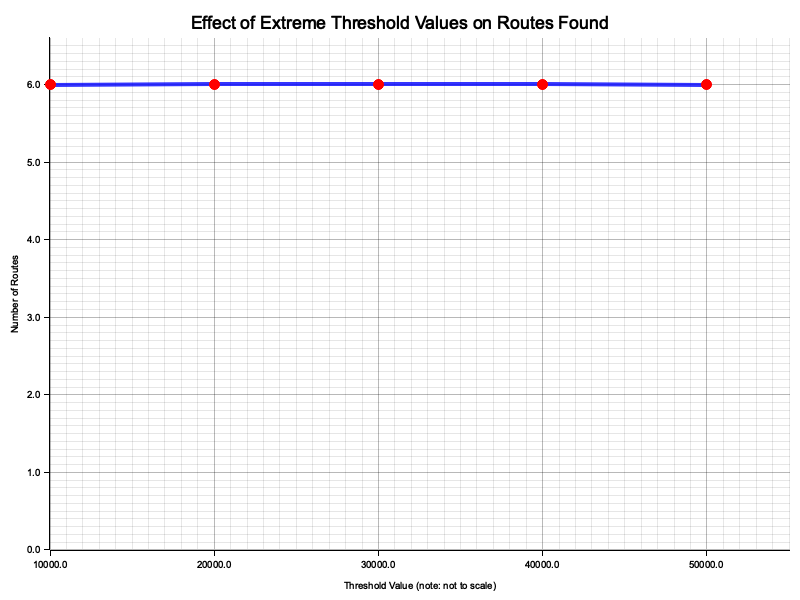 Effect of Extreme Threshold Values on Routes Found
6.0
5.0
4.0
3.0
2.0
1.0
0.0
Number of Routes
10000.0 20000.0 30000.0 40000.0 50000.0
Threshold Value (note: not to scale)